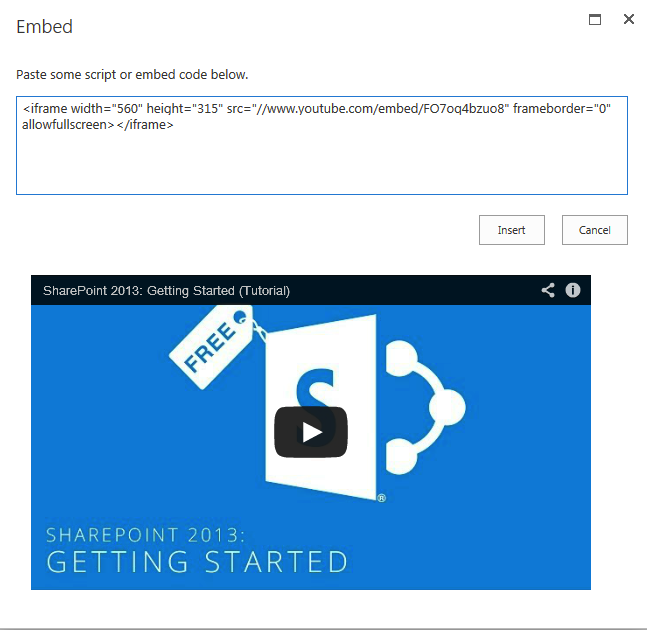 Embed
Paste some script or embed code below.
<iframe width="560" height="315" src="//www.youtube.com/embed/FO7oq4bzuo8" frameborder="0"
allowfullscreen></iframe>
Insert
Cancel
SharePoint 2013: Getting Started (Tutorial)
FREE
S
®
SHAREPOINT 2013:
GETTING STARTED